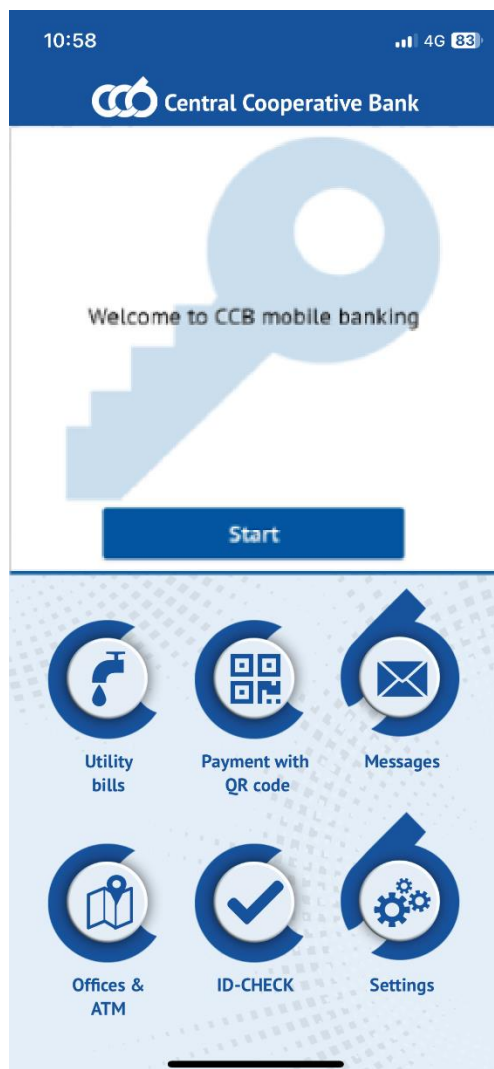 10:58 4G 83
CCB Central Cooperative Bank
Welcome to CCB mobile banking
Start
Utility bills
Payment with QR code
Messages
Offices & ATM
ID-CHECK
Settings